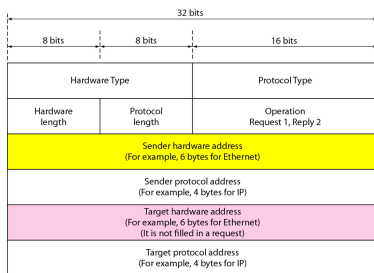 32 bits
8 bits 8 bits 16 bits
Hardware Type Protocol Type
Hardware length Protocol length Operation
Request 1, Reply 2
Sender hardware address
(For example, 6 bytes for Ethernet)
Sender protocol address
(For example, 4 bytes for IP)
Target hardware address
(For example, 6 bytes for Ethernet)
(It is not filled in a request)
Target protocol address
(For example, 4 bytes for IP)